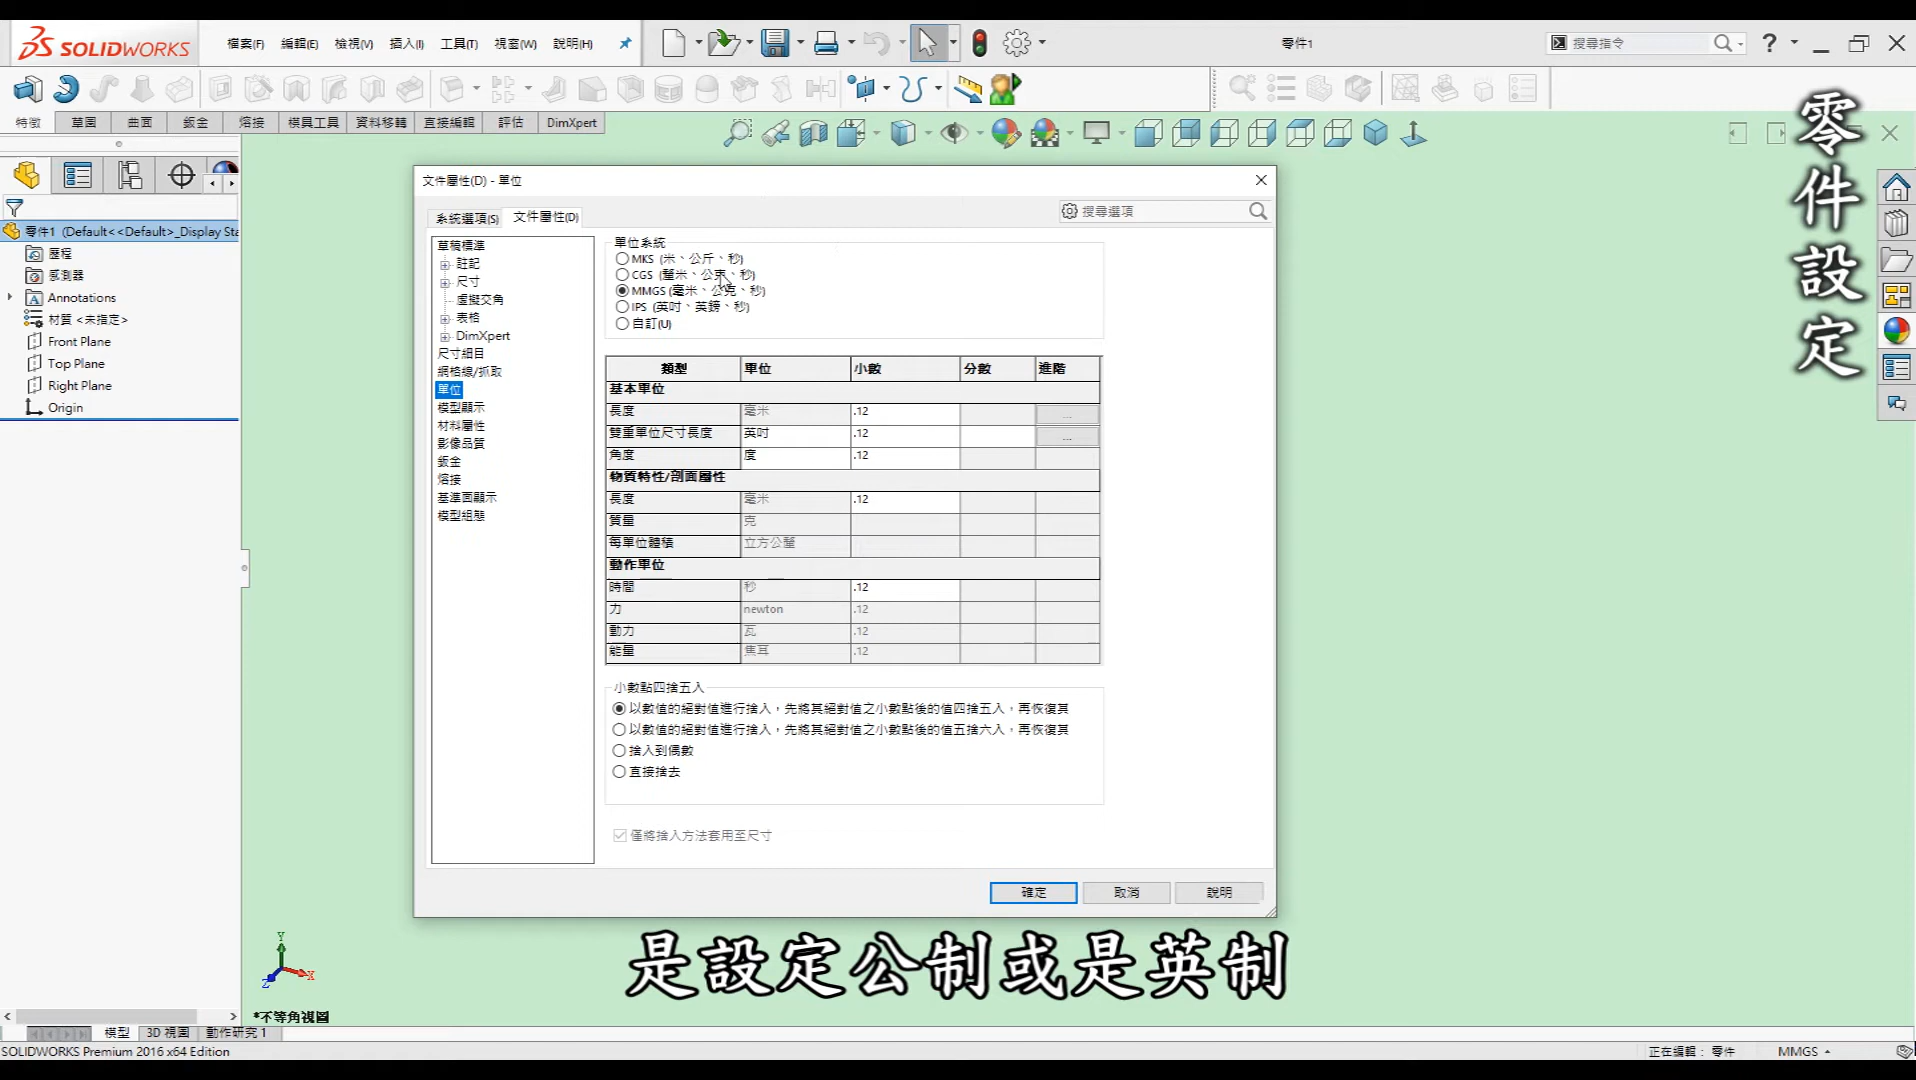 SOLIDWORKS
檔案(F) 編輯(E) 檢視(V) 插入(I) 工具(T) 視窗(W) 說明(H)
零件1
搜尋指令
特徵 草圖 曲面 鈑金 熔接 模具工具 資料移轉 直接編輯 評估 DimXpert
零件設定
零件1 (Default<<Default>_Display Sta
歷程
感測器
Annotations
材質 <未指定>
Front Plane
Top Plane
Right Plane
Origin
文件屬性(D) - 單位
系統選項(S) 文件屬性(D)
搜尋選項
草稿標準
註記
尺寸
虛擬交角
表格
DimXpert
尺寸細目
網格線/抓取
單位
模型顯示
材料屬性
影像品質
鈑金
熔接
基準面顯示
模型組態
單位系統
MKS (米、公斤、秒)
CGS (釐米、公克、秒)
MMGS (毫米、公克、秒)
IPS (英吋、英鎊、秒)
自訂(U)
類型 單位 小數 分數 進階
基本單位
長度 毫米 .12 ...
雙重單位尺寸長度 英吋 .12 ...
角度 度 .12
物質特性/剖面屬性
長度 毫米 .12
質量 克
每單位體積 立方公釐
動作單位
時間 秒 .12
力 newton .12
動力 瓦 .12
能量 焦耳 .12
小數點四捨五入
以數值的絕對值進行捨入，先將其絕對值之小數點後的值四捨五入，再恢復其
以數值的絕對值進行捨入，先將其絕對值之小數點後的值五捨六入，再恢復其
捨入到偶數
直接捨去
僅將捨入方法套用至尺寸
確定 取消 說明
是設定公制或是英制
Y
X
Z
*不等角視圖
模型 3D 視圖 動作研究 1
SOLIDWORKS Premium 2016 x64 Edition
正在編輯：零件 MMGS